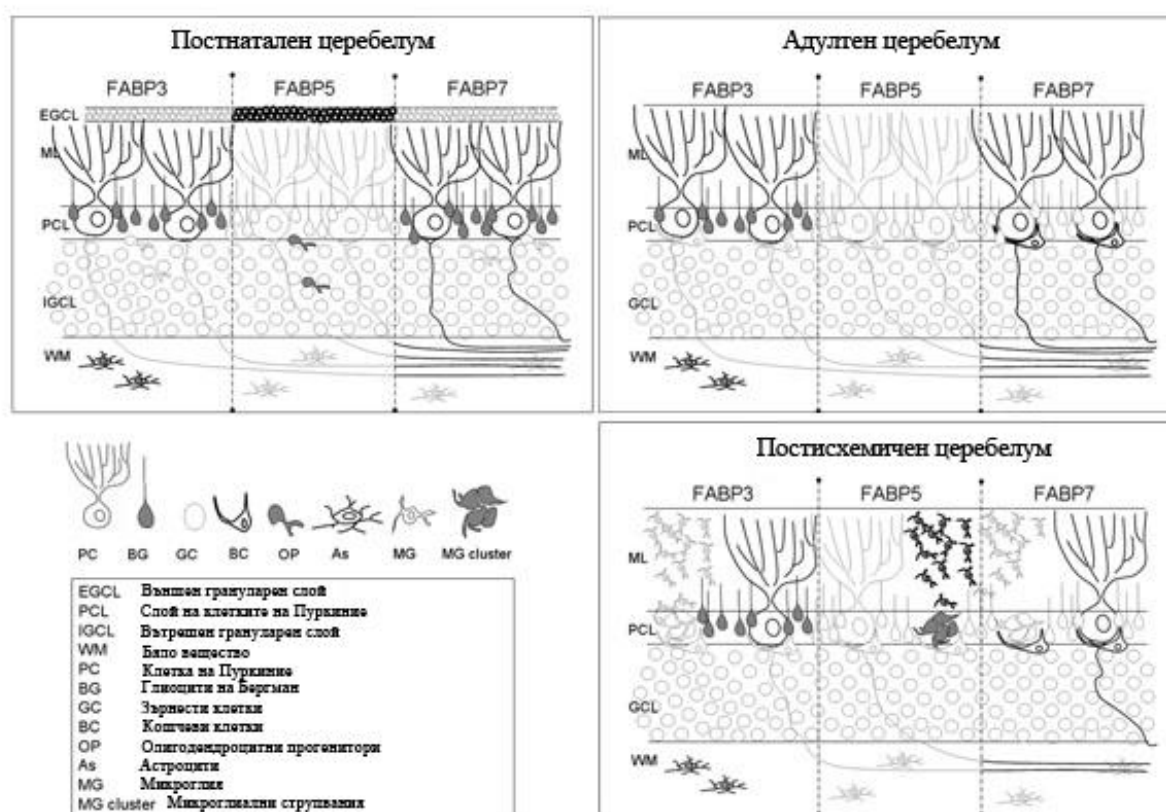 Постнатален церебелум
FABP3 FABP5 FABP7
EGCL
ML
PCL
IGCL
WM
Адултен церебелум
FABP3 FABP5 FABP7
ML
PCL
GCL
WM
PC BG GC BC OP As MG MG cluster
EGCL Външен грануларен слой
PCL Слой на клетките на Пуркиние
IGCL Вътрешен грануларен слой
WM Бяло вещество
PC Клетка на Пуркиние
BG Глиоцити на Бергман
GC Зърнести клетки
BC Кошчеви клетки
OP Олигодендроцитни прогенитори
As Астроцити
MG Микроглия
MG cluster Микроглиални струпвания
Постисхемичен церебелум
FABP3 FABP5 FABP7
ML
PCL
GCL
WM